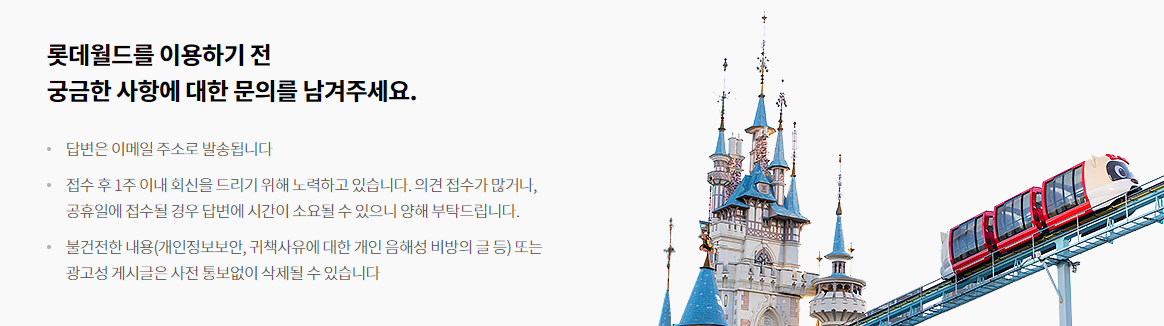 롯데월드를 이용하기 전
궁금한 사항에 대한 문의를 남겨주세요.
답변은 이메일 주소로 발송됩니다
접수 후 1주 이내 회신을 드리기 위해 노력하고 있습니다. 의견 접수가 많거나,
공휴일에 접수될 경우 답변에 시간이 소요될 수 있으니 양해 부탁드립니다.
불건전한 내용(개인정보보안, 귀책사유에 대한 개인 음해성 비방의 글 등) 또는
광고성 게시글은 사전 통보없이 삭제될 수 있습니다